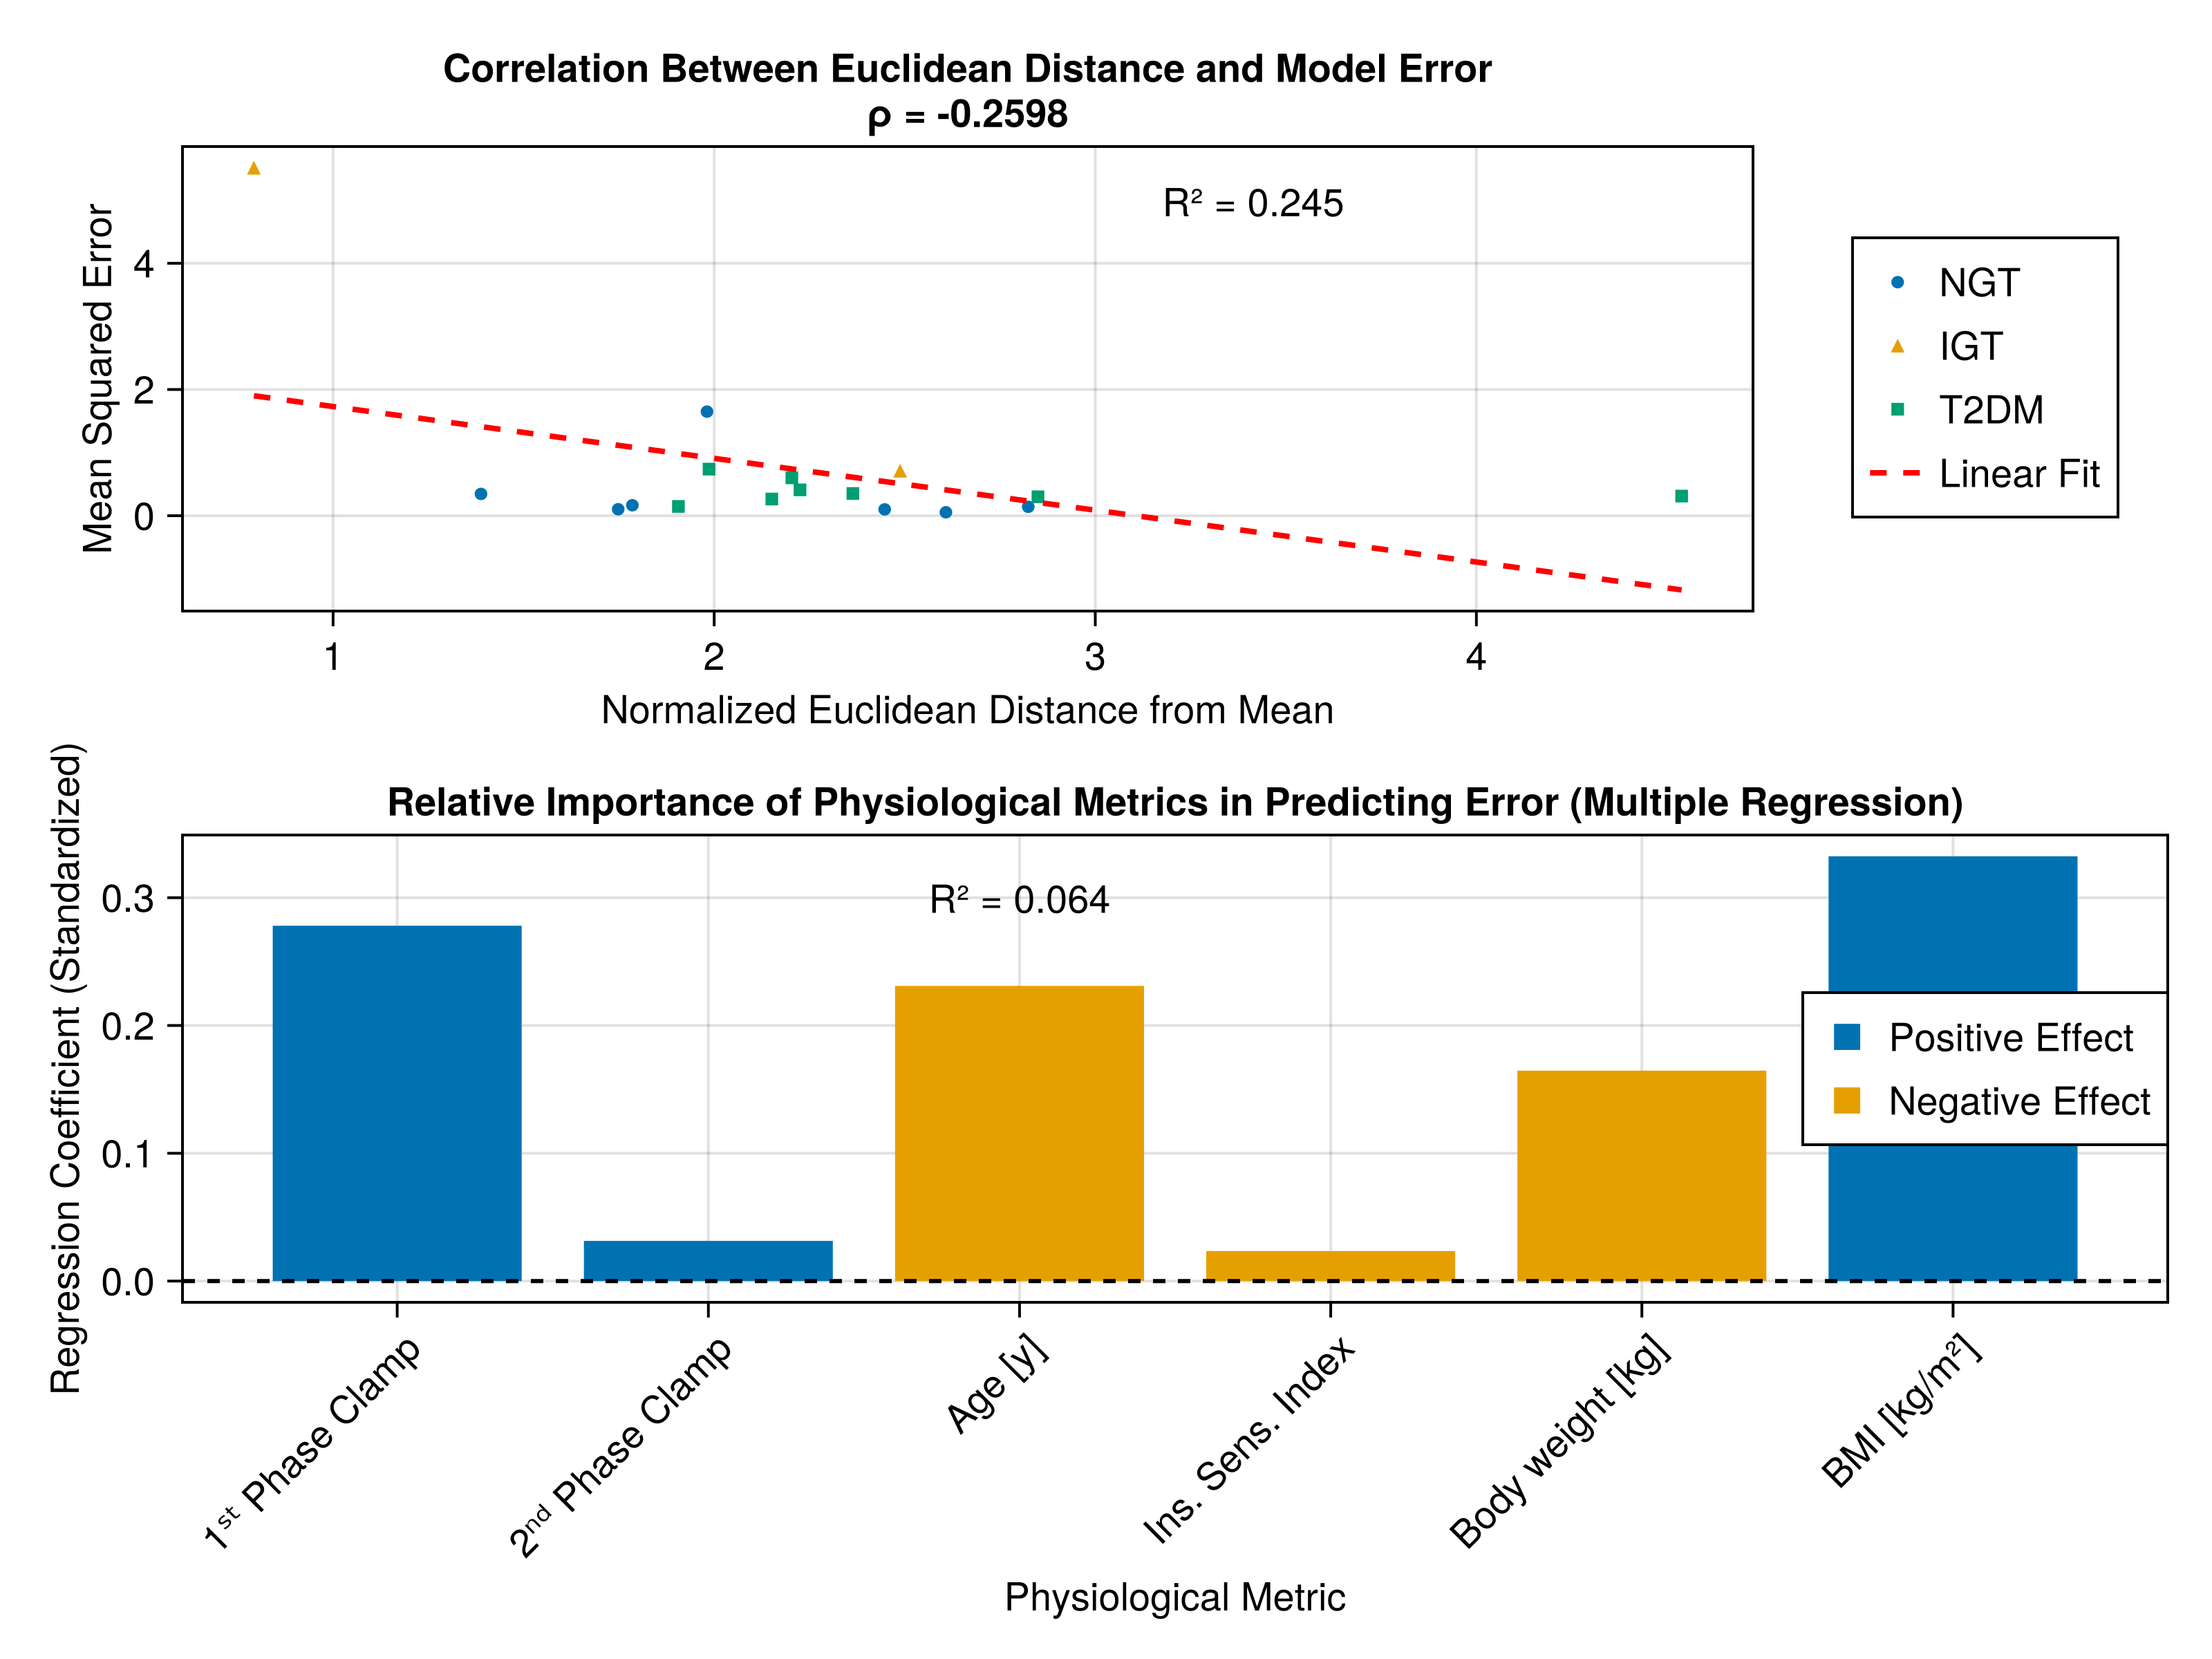 Correlation Between Euclidean Distance and Model Error
ρ = -0.2598
R² = 0.245
Mean Squared Error
4
2
0
1
2
3
4
Normalized Euclidean Distance from Mean
NGT
IGT
T2DM
Linear Fit
Relative Importance of Physiological Metrics in Predicting Error (Multiple Regression)
R² = 0.064
Regression Coefficient (Standardized)
0.3
0.2
0.1
0.0
Positive Effect
Negative Effect
1ˢᵗ Phase Clamp
2ⁿᵈ Phase Clamp
Age [y]
Ins. Sens. Index
Body weight [kg]
BMI [kg/m²]
Physiological Metric